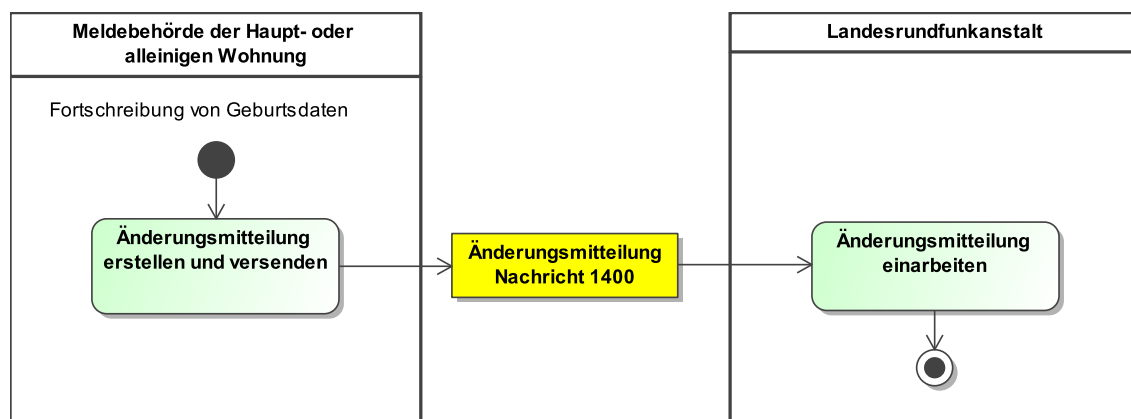 Meldebehörde der Haupt- oder
alleinigen Wohnung
Landesrundfunkanstalt
Fortschreibung von Geburtsdaten
Änderungsmitteilung
erstellen und versenden
Änderungsmitteilung
Nachricht 1400
Änderungsmitteilung
einarbeiten